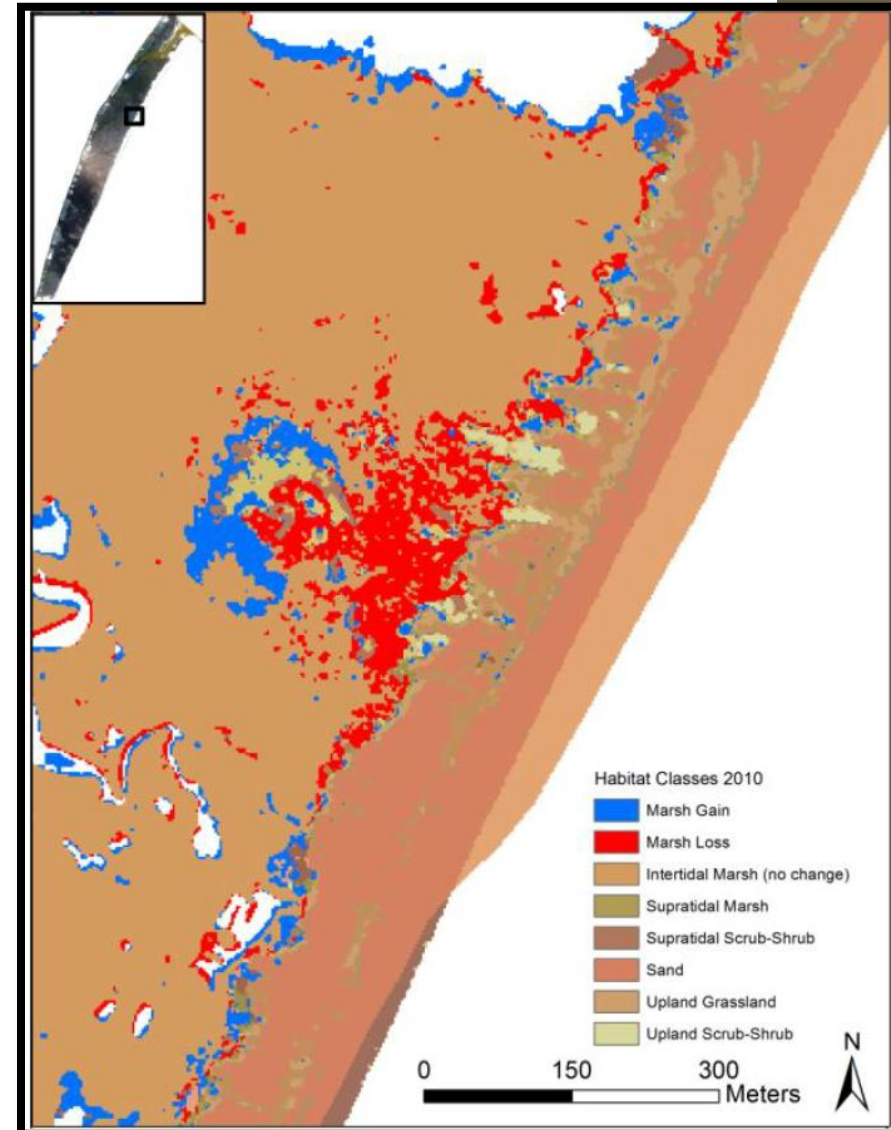 Habitat Classes 2010
Marsh Gain
Marsh Loss
Intertidal Marsh (no change)
Supratidal Marsh
Supratidal Scrub-Shrub
Sand
Upland Grassland
Upland Scrub-Shrub
N
0 150 300
Meters